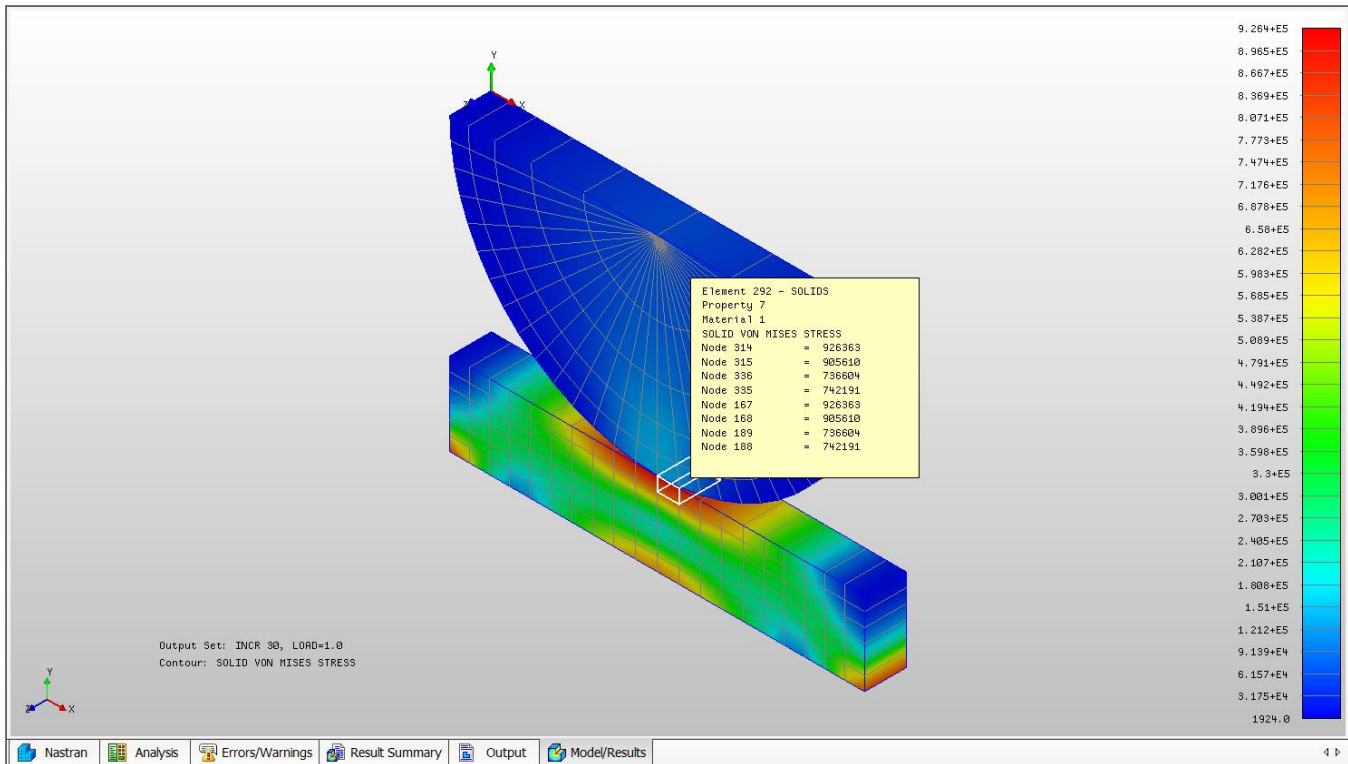 Y
Z
X
Element 292 - SOLIDS
Property 7
Material 1
SOLID VON MISES STRESS
Node 314 = 926363
Node 315 = 905610
Node 336 = 736604
Node 335 = 742191
Node 167 = 926363
Node 168 = 905610
Node 189 = 736604
Node 188 = 742191
9.264+E5
8.965+E5
8.667+E5
8.369+E5
8.071+E5
7.773+E5
7.474+E5
7.176+E5
6.878+E5
6.58+E5
6.282+E5
5.983+E5
5.685+E5
5.387+E5
5.089+E5
4.791+E5
4.492+E5
4.194+E5
3.896+E5
3.598+E5
3.3+E5
3.001+E5
2.703+E5
2.405+E5
2.107+E5
1.808+E5
1.51+E5
1.212+E5
9.139+E4
6.157+E4
3.175+E4
1924.0
Output Set: INCR 30, LOAD=1.0
Contour: SOLID VON MISES STRESS
Y
Z
X
Nastran
Analysis
Errors/Warnings
Result Summary
Output
Model/Results